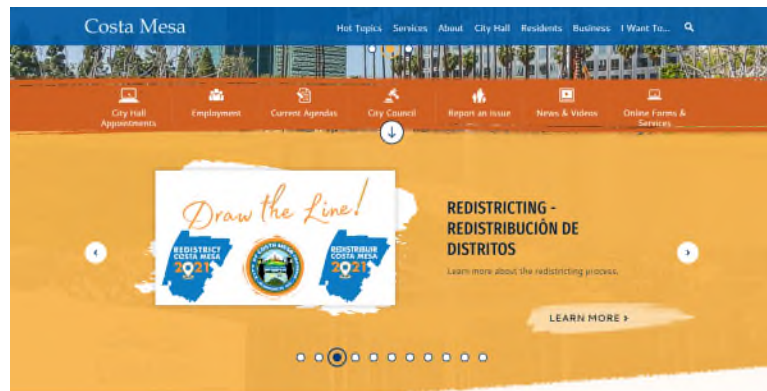 Costa Mesa
Hot Topics Services About City Hall Residents Business I Want To...
City Hall Appointments
Employment
Current Agendas
City Council
Report an Issue
News & Videos
Online Forms & Services
Draw the Line!
REDISTRICT
COSTA MESA
2021
REDISTRIBUIR
COSTA MESA
2021
REDISTRICTING -
REDISTRIBUCIÔN DE
DISTRITOS
Learn more about the redistricting process.
LEARN MORE